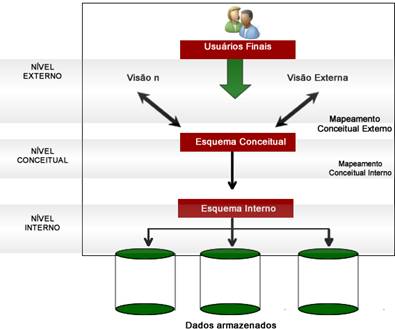 Usuários Finais
NÍVEL
EXTERNO
Visão n
Visão Externa
Mapeamento
Conceitual Externo
Esquema Conceitual
NÍVEL
CONCEITUAL
Mapeamento
Conceitual Interno
Esquema Interno
NÍVEL
INTERNO
Dados armazenados